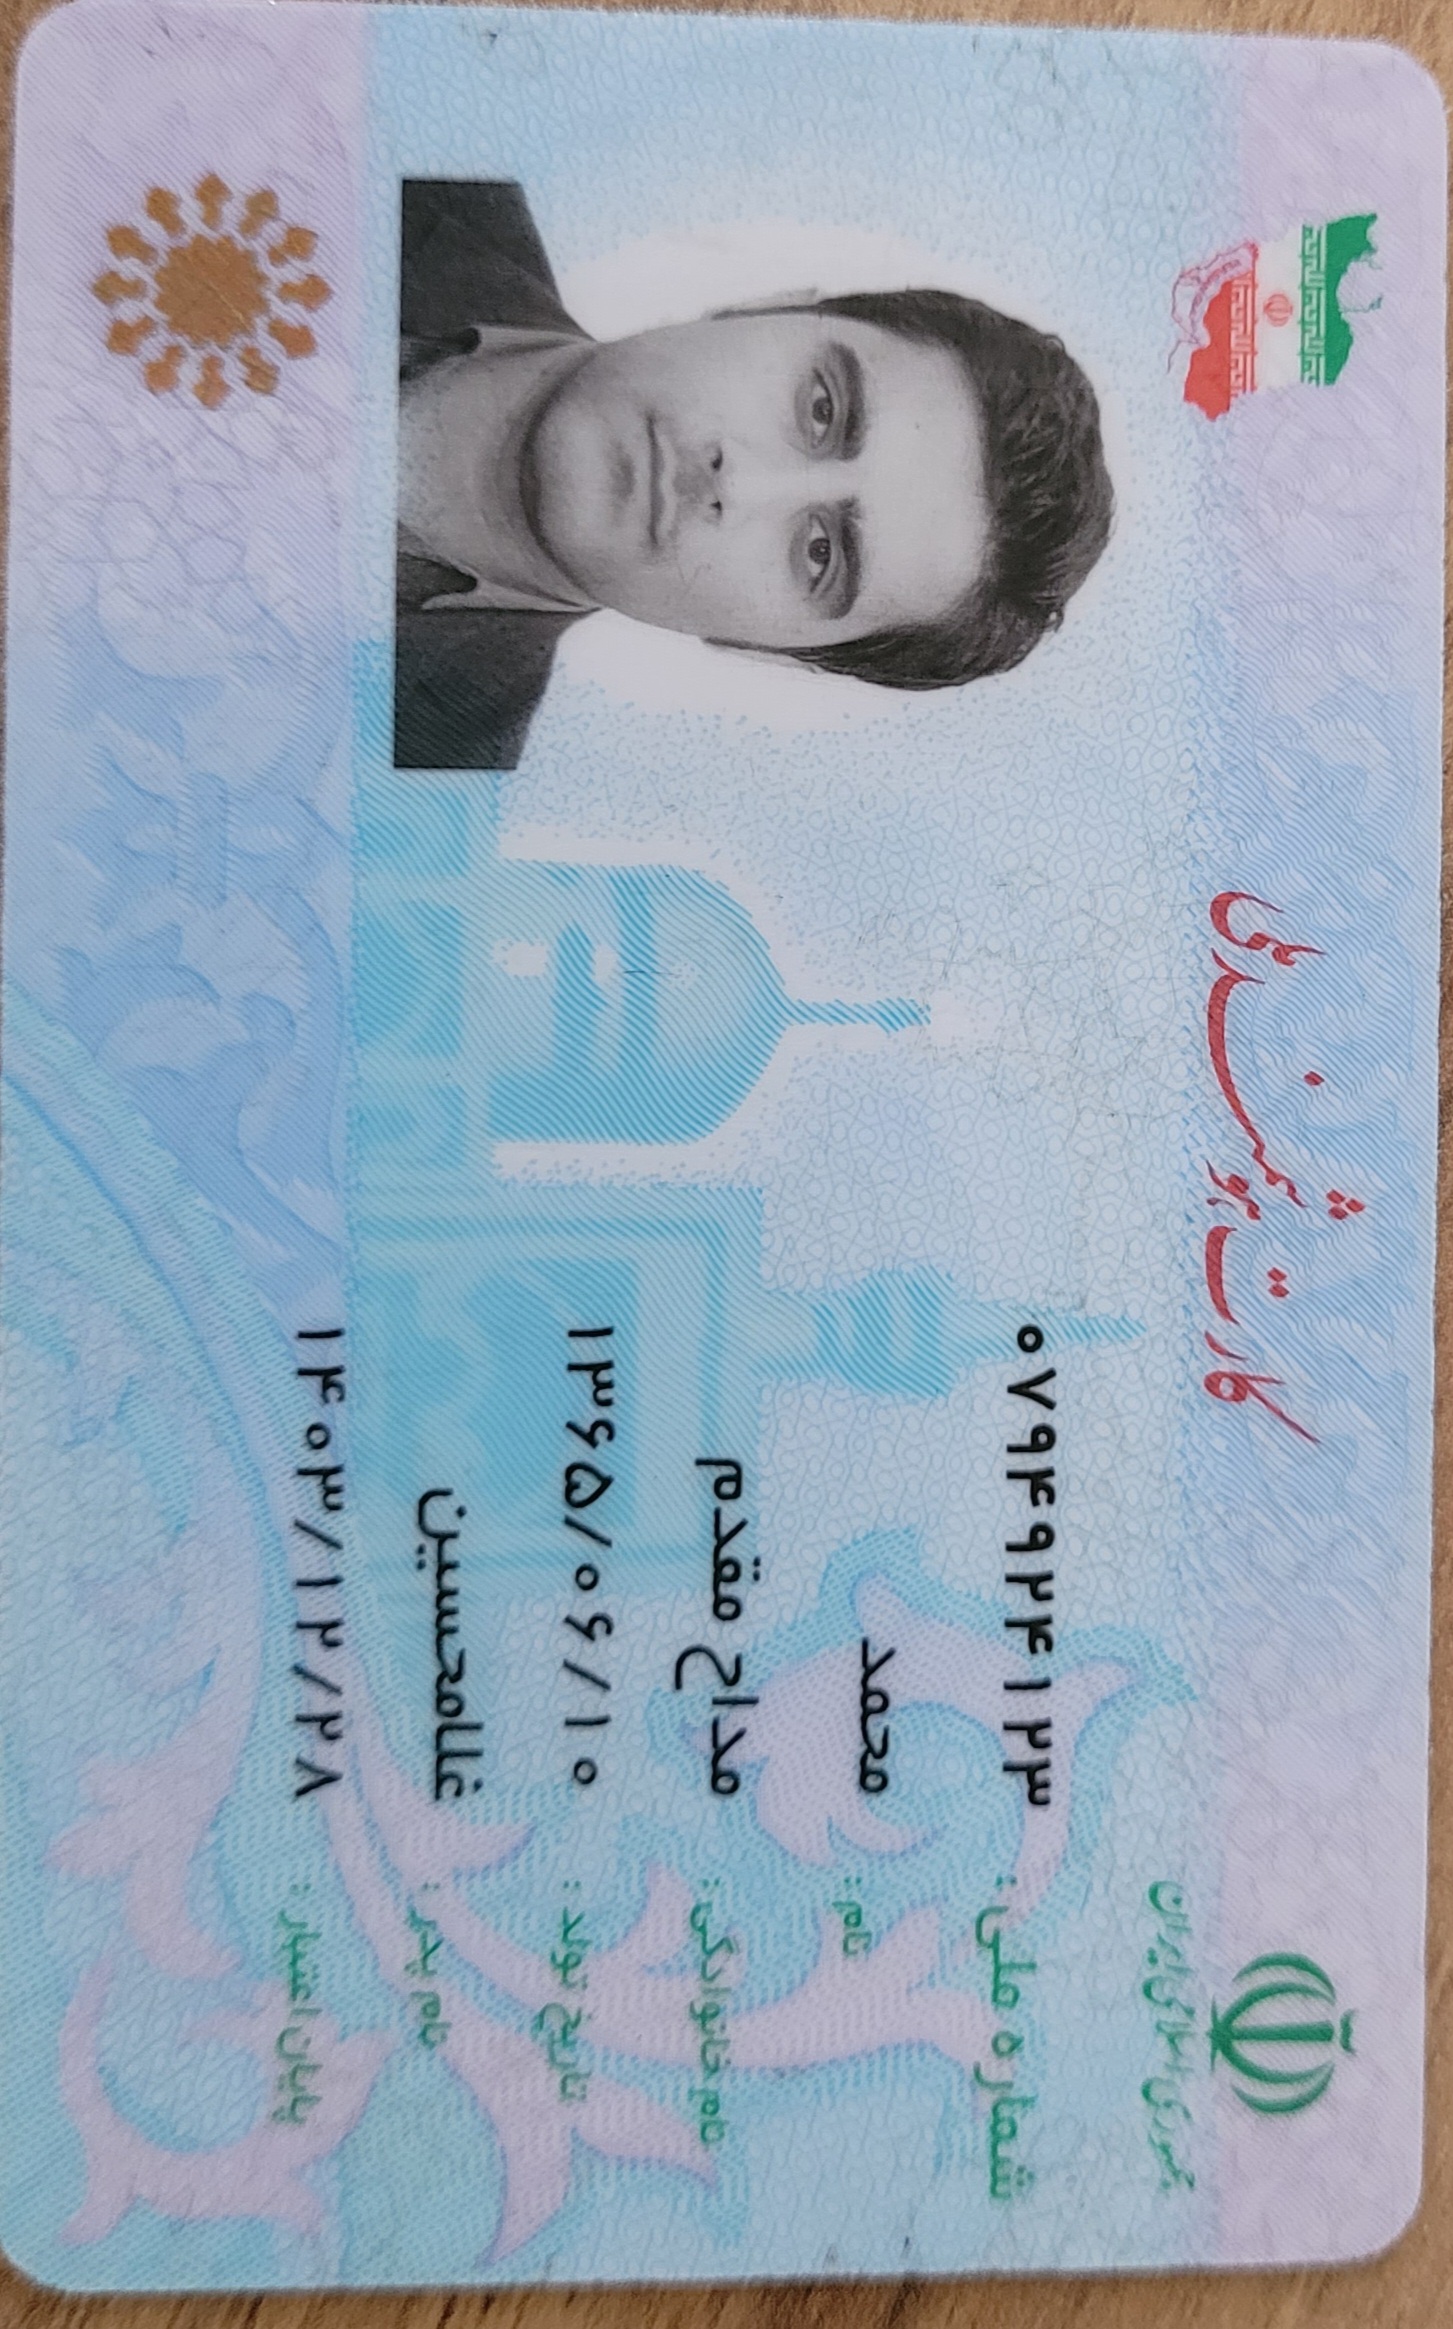 کارت هوشمند ملی
جمهوری اسلامی ایران
شماره ملی: ۰۷۹۴۹۲۴۱۲۳
نام: محمد
نام خانوادگی: مداح مقدم
تاریخ تولد: ۱۳۶۵/۰۶/۱۰
نام پدر: غلامحسین
پایان اعتبار: ۱۴۰۳/۱۲/۲۸